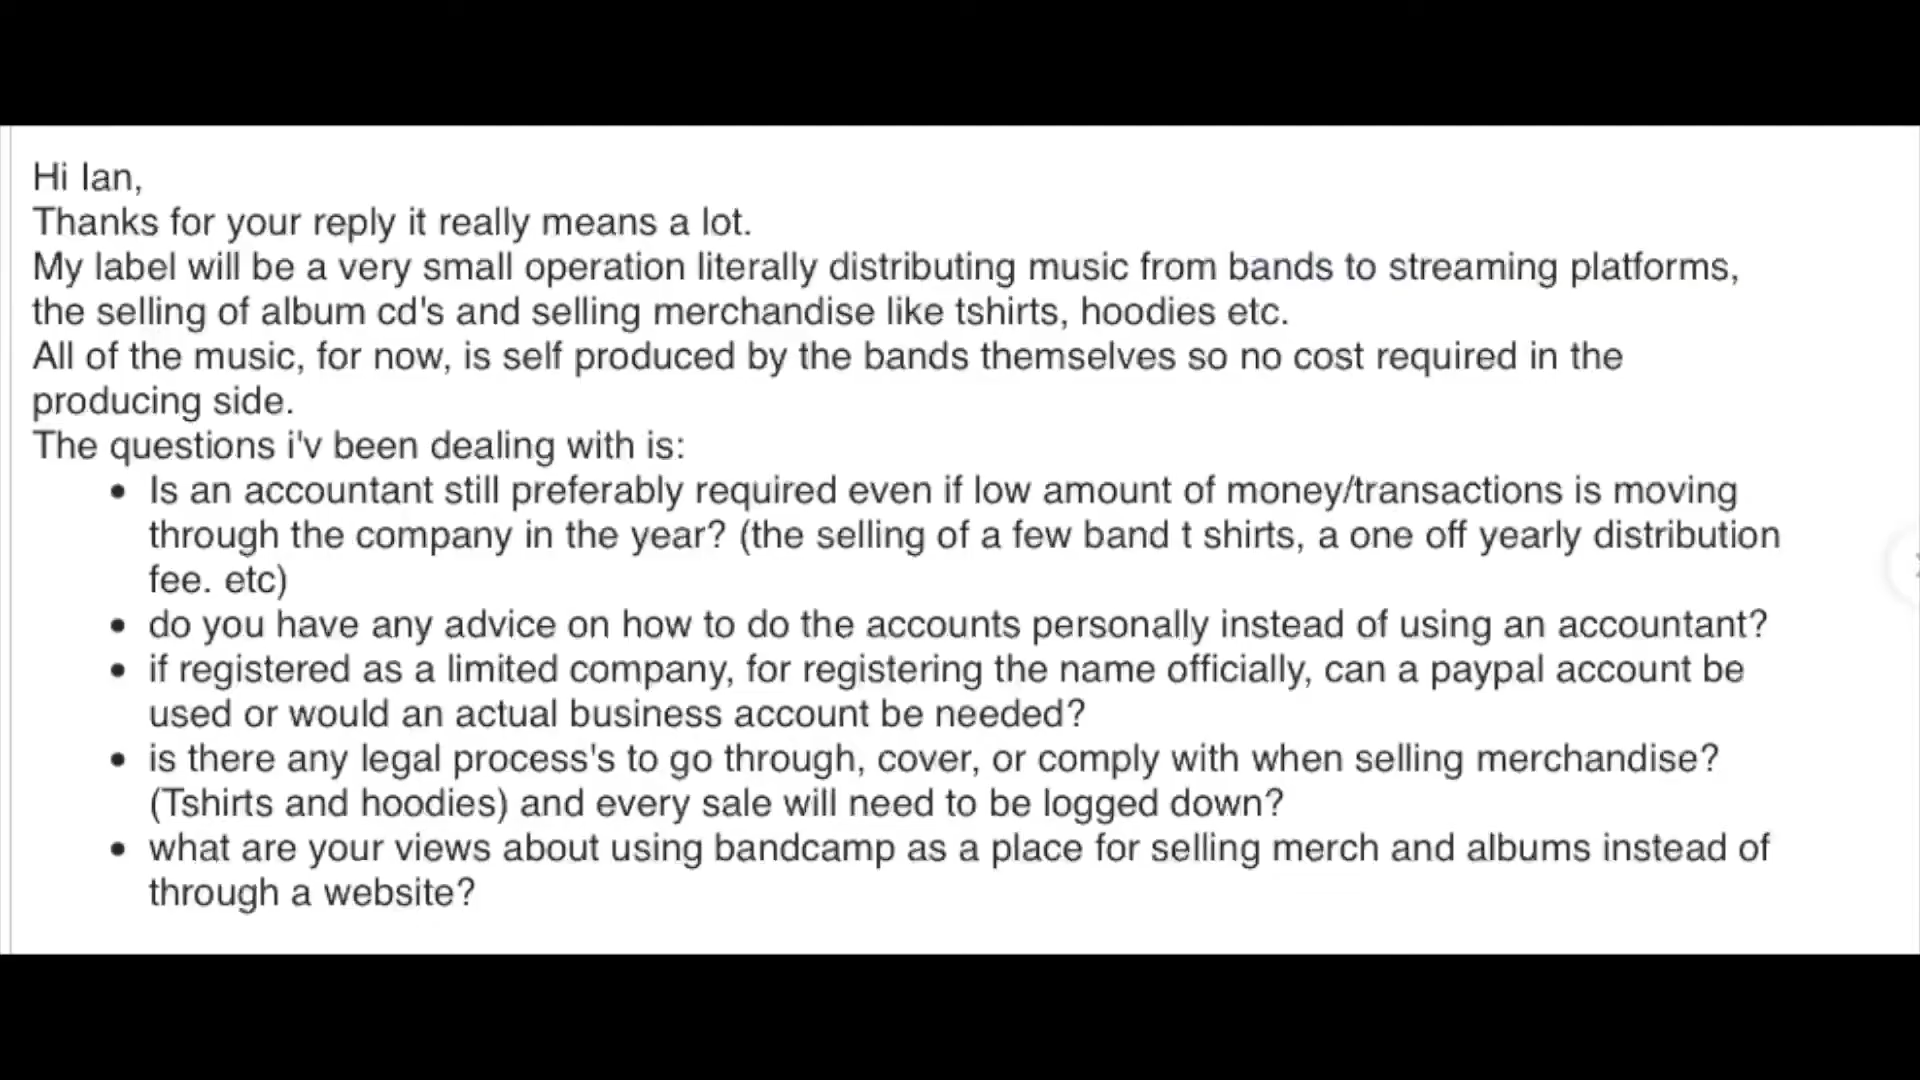 Hi Ian,
Thanks for your reply it really means a lot.
My label will be a very small operation literally distributing music from bands to streaming platforms,
the selling of album cd's and selling merchandise like tshirts, hoodies etc.
All of the music, for now, is self produced by the bands themselves so no cost required in the
producing side.
The questions i'v been dealing with is:
• Is an accountant still preferably required even if low amount of money/transactions is moving
through the company in the year? (the selling of a few band t shirts, a one off yearly distribution
fee. etc)
• do you have any advice on how to do the accounts personally instead of using an accountant?
• if registered as a limited company, for registering the name officially, can a paypal account be
used or would an actual business account be needed?
• is there any legal process's to go through, cover, or comply with when selling merchandise?
(Tshirts and hoodies) and every sale will need to be logged down?
• what are your views about using bandcamp as a place for selling merch and albums instead of
through a website?